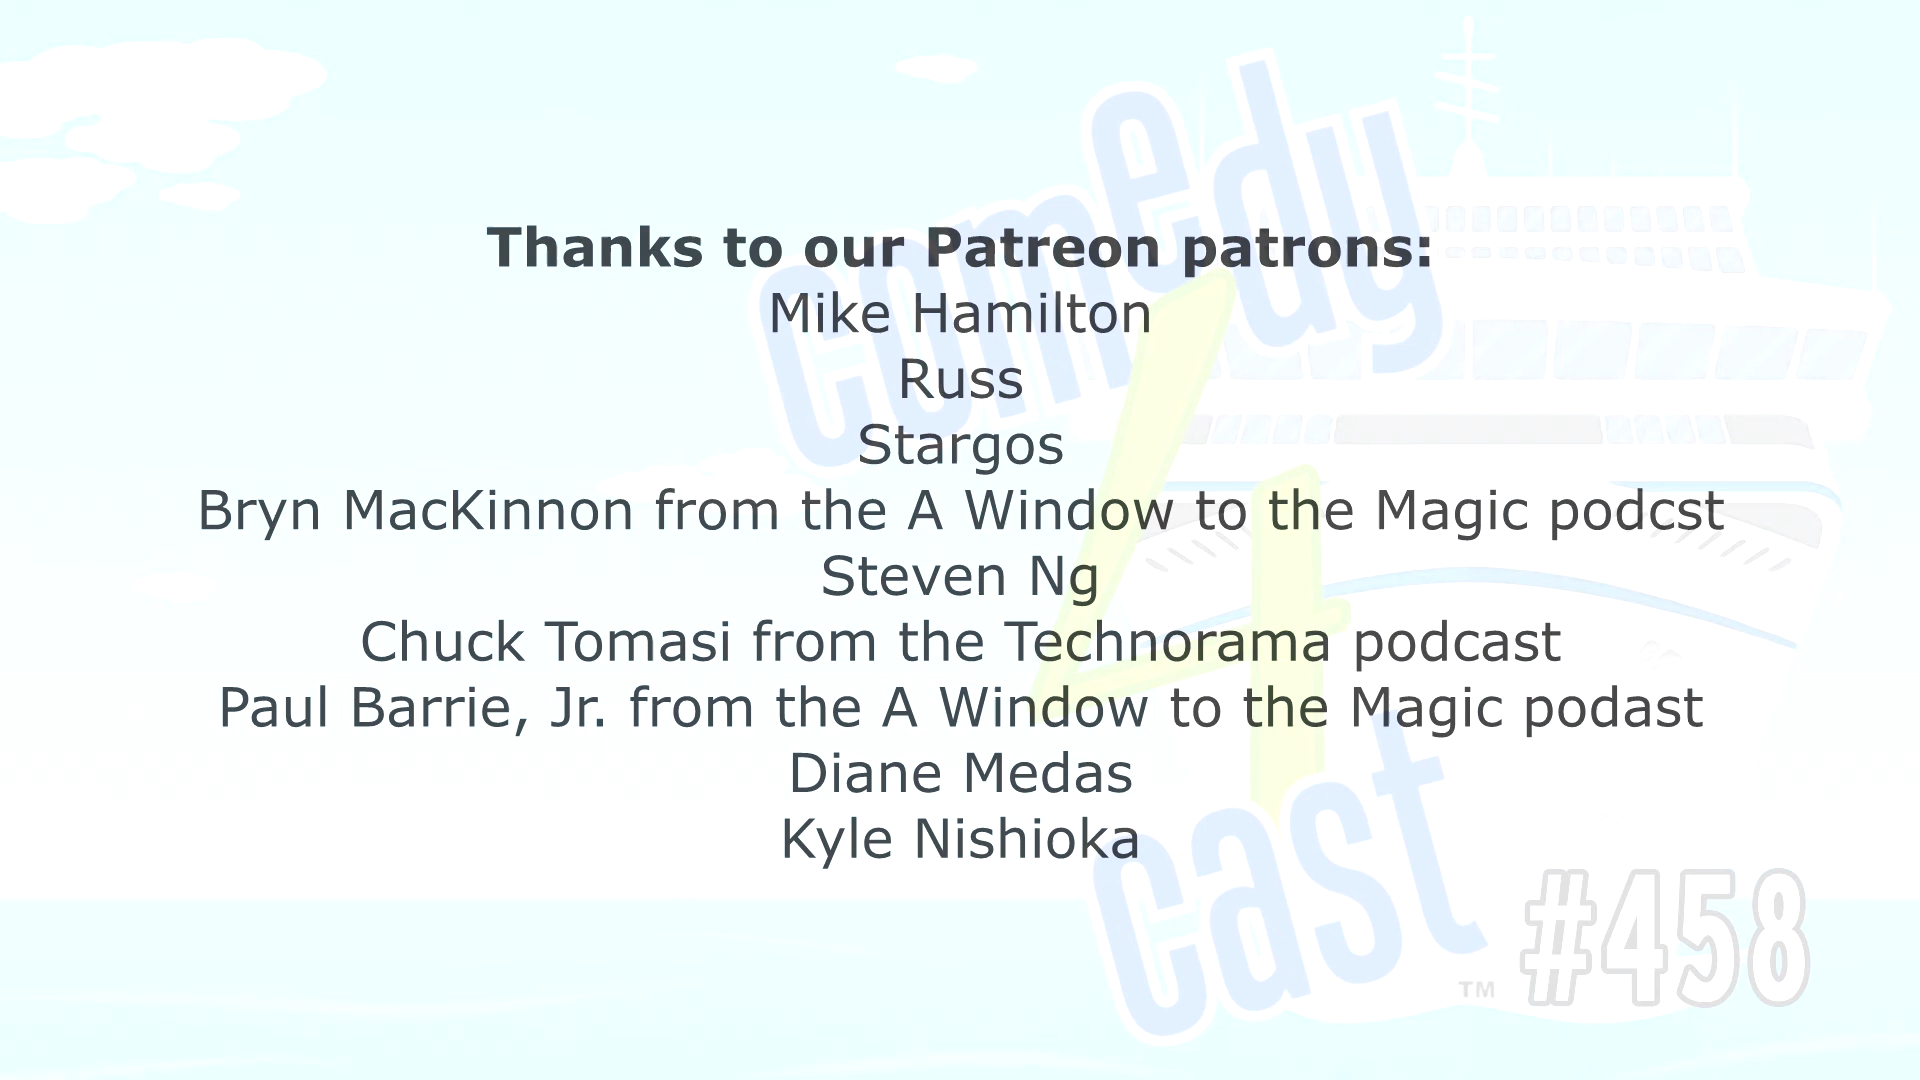 Thanks to our Patreon patrons:
Mike Hamilton
Russ
Stargos
Bryn MacKinnon from the A Window to the Magic podcst
Steven Ng
Chuck Tomasi from the Technorama podcast
Paul Barrie, Jr. from the A Window to the Magic podast
Diane Medas
Kyle Nishioka
comedy
4
cast
TM
#458